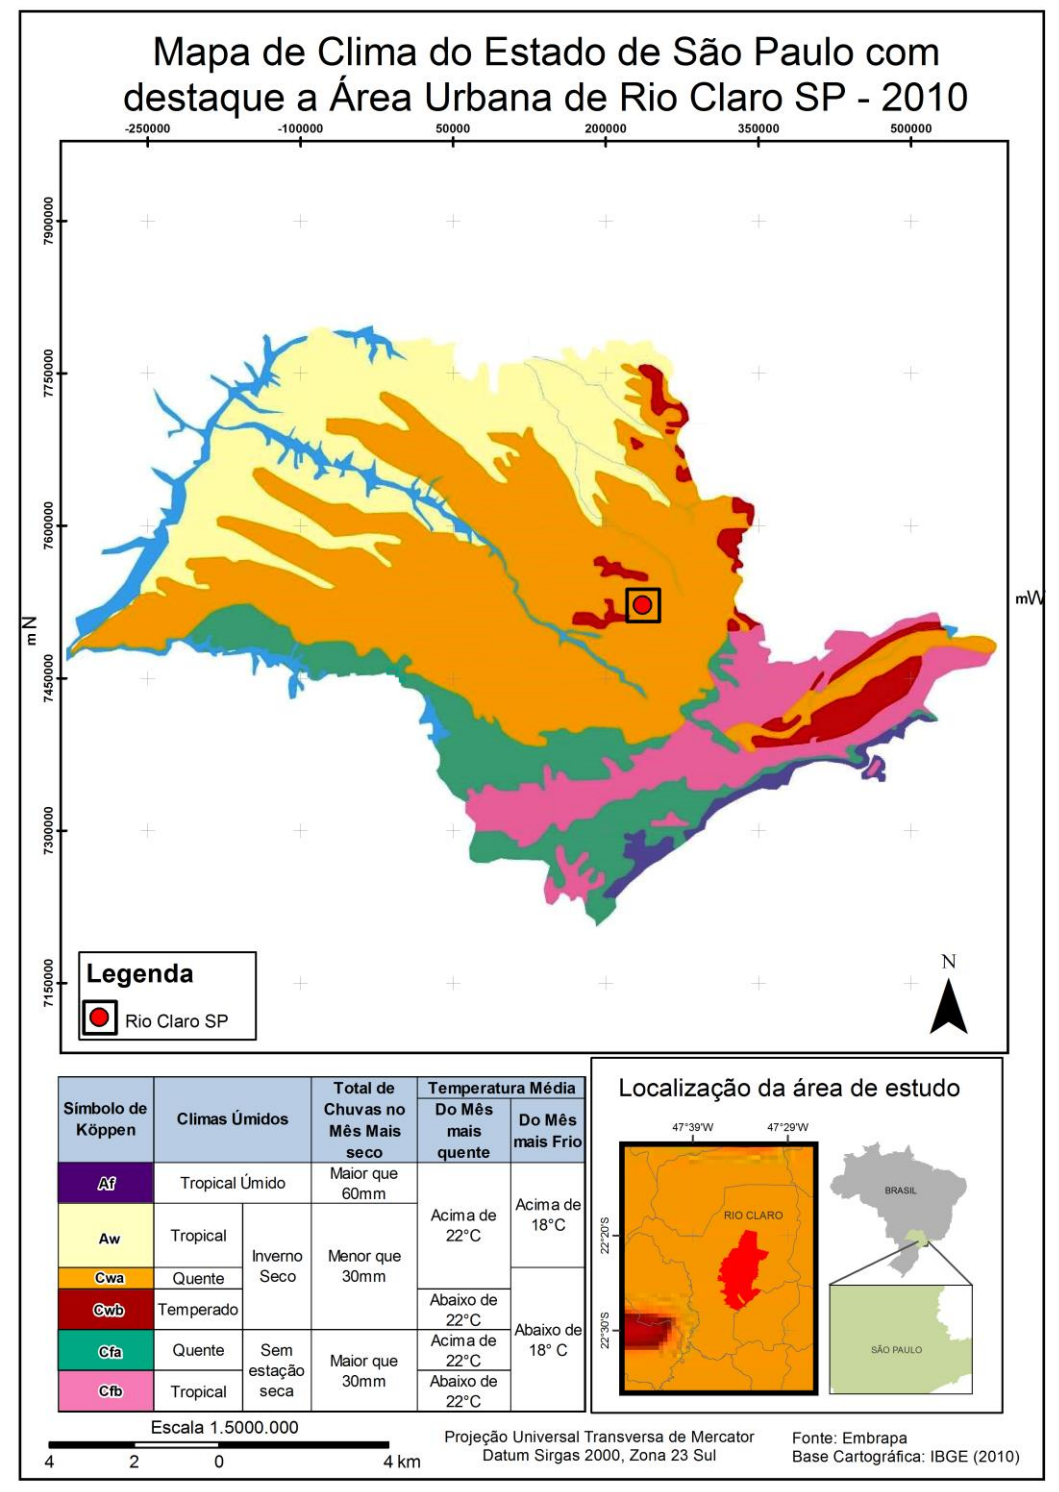 Mapa de Clima do Estado de São Paulo com
destaque a Área Urbana de Rio Claro SP - 2010
-250000 -100000 50000 200000 350000 500000
7900000
7750000
7600000
7450000
7300000
7150000
m N
mW
N
Legenda
Rio Claro SP
Símbolo de
Köppen
Climas Úmidos
Total de
Chuvas no
Mês Mais
seco
Temperatura Média
Do Mês
mais
quente
Do Mês
mais Frio
Af
Tropical Úmido
Maior que
60mm
Acima de
22°C
Acima de
18°C
Aw
Tropical
Inverno
Seco
Menor que
30mm
Cwa
Quente
Abaixo de
18° C
Cwb
Temperado
Abaixo de
22°C
Cfa
Quente
Sem
estação
seca
Maior que
30mm
Acima de
22°C
Cfb
Tropical
Abaixo de
22°C
Localização da área de estudo
47°39'W 47°29'W
22°20'S
22°30'S
RIO CLARO
BRASIL
SÃO PAULO
Escala 1.5000.000
4 2 0 4 km
Projeção Universal Transversa de Mercator
Datum Sirgas 2000, Zona 23 Sul
Fonte: Embrapa
Base Cartográfica: IBGE (2010)